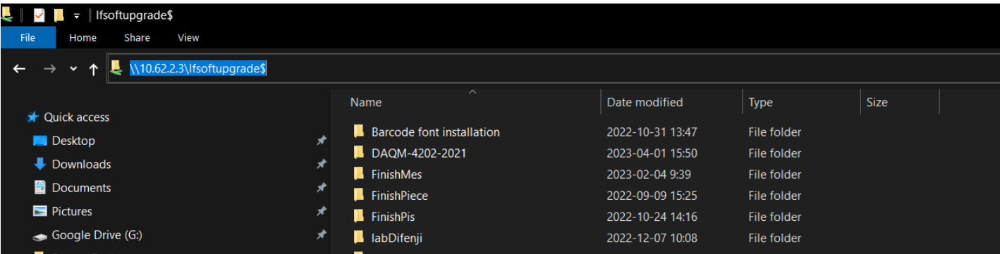 lfsoftupgrade$
File Home Share View
\\10.62.2.3\lfsoftupgrade$
Name Date modified Type Size
Quick access
Desktop
Downloads
Documents
Pictures
Google Drive (G:)
Barcode font installation 2022-10-31 13:47 File folder
DAQM-4202-2021 2023-04-01 15:50 File folder
FinishMes 2023-02-04 9:39 File folder
FinishPiece 2022-09-09 15:25 File folder
FinishPis 2022-10-24 14:16 File folder
labDifenji 2022-12-07 10:08 File folder